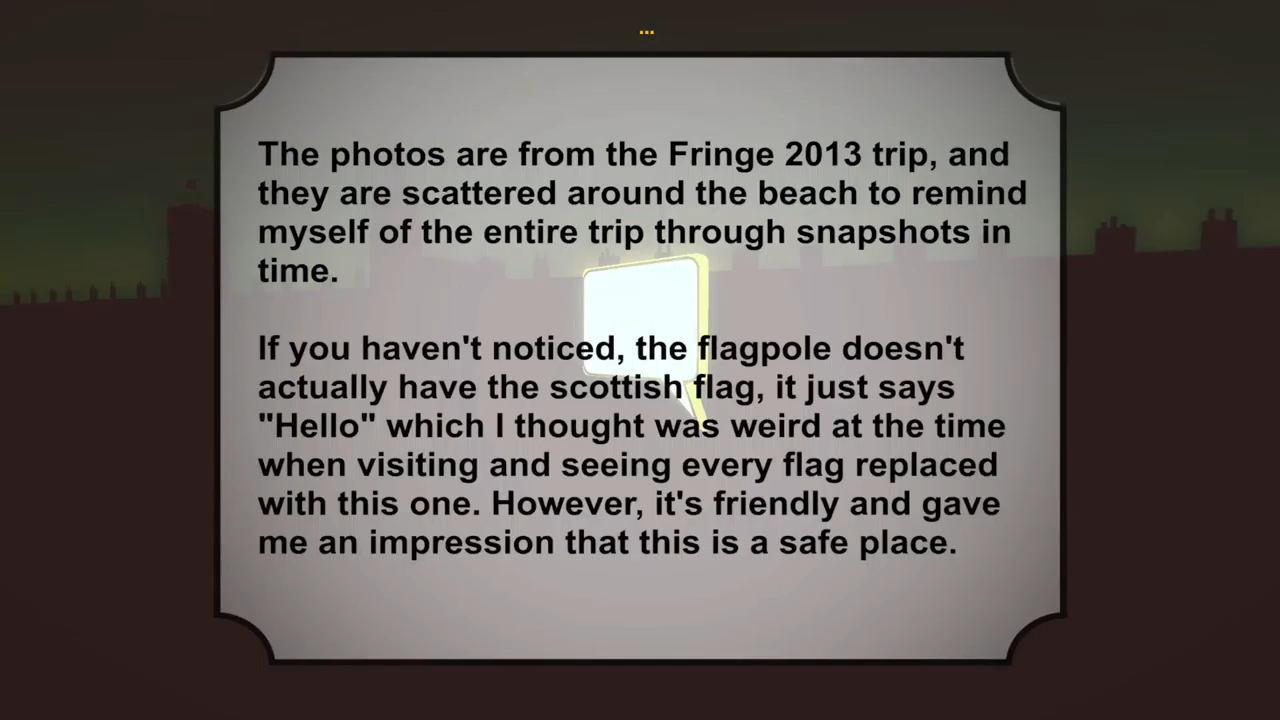 ...
The photos are from the Fringe 2013 trip, and
they are scattered around the beach to remind
myself of the entire trip through snapshots in
time.
If you haven't noticed, the flagpole doesn't
actually have the scottish flag, it just says
"Hello" which I thought was weird at the time
when visiting and seeing every flag replaced
with this one. However, it's friendly and gave
me an impression that this is a safe place.